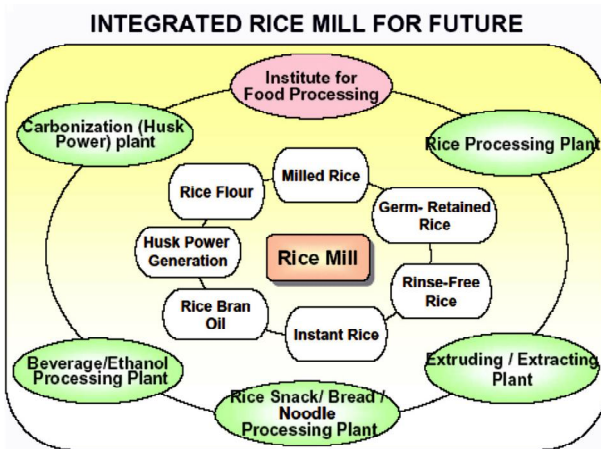 INTEGRATED RICE MILL FOR FUTURE
Institute for
Food Processing
Carbonization (Husk
Power) plant
Rice Processing Plant
Milled Rice
Rice Flour
Germ- Retained
Rice
Husk Power
Generation
Rice Mill
Rinse-Free
Rice
Rice Bran
Oil
Instant Rice
Beverage/Ethanol
Processing Plant
Extruding / Extracting
Plant
Rice Snack/ Bread /
Noodle
Processing Plant